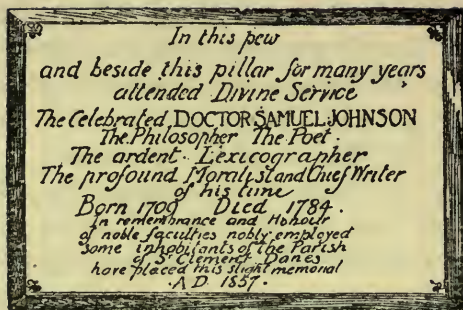 In this pew
and beside this pillar for many years
attended Divine Service
The Celebrated DOCTOR SAMUEL JOHNSON
The Philosopher The Poet.
The ardent Lexicographer
The profound Moralist and Chief Writer
of his time
Born 1709 Died 1784.
In remembrance and Honour
of noble faculties nobly employed
some inhabitants of the Parish
of St Clement Danes
have placed this slight memorial
A.D. 1857.